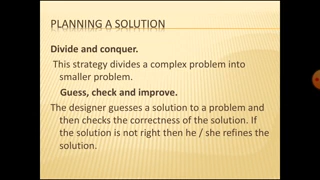 PLANNING A SOLUTION
Divide and conquer.
This strategy divides a complex problem into
smaller problem.
Guess, check and improve.
The designer guesses a solution to a problem and
then checks the correctness of the solution. If
the solution is not right then he / she refines the
solution.